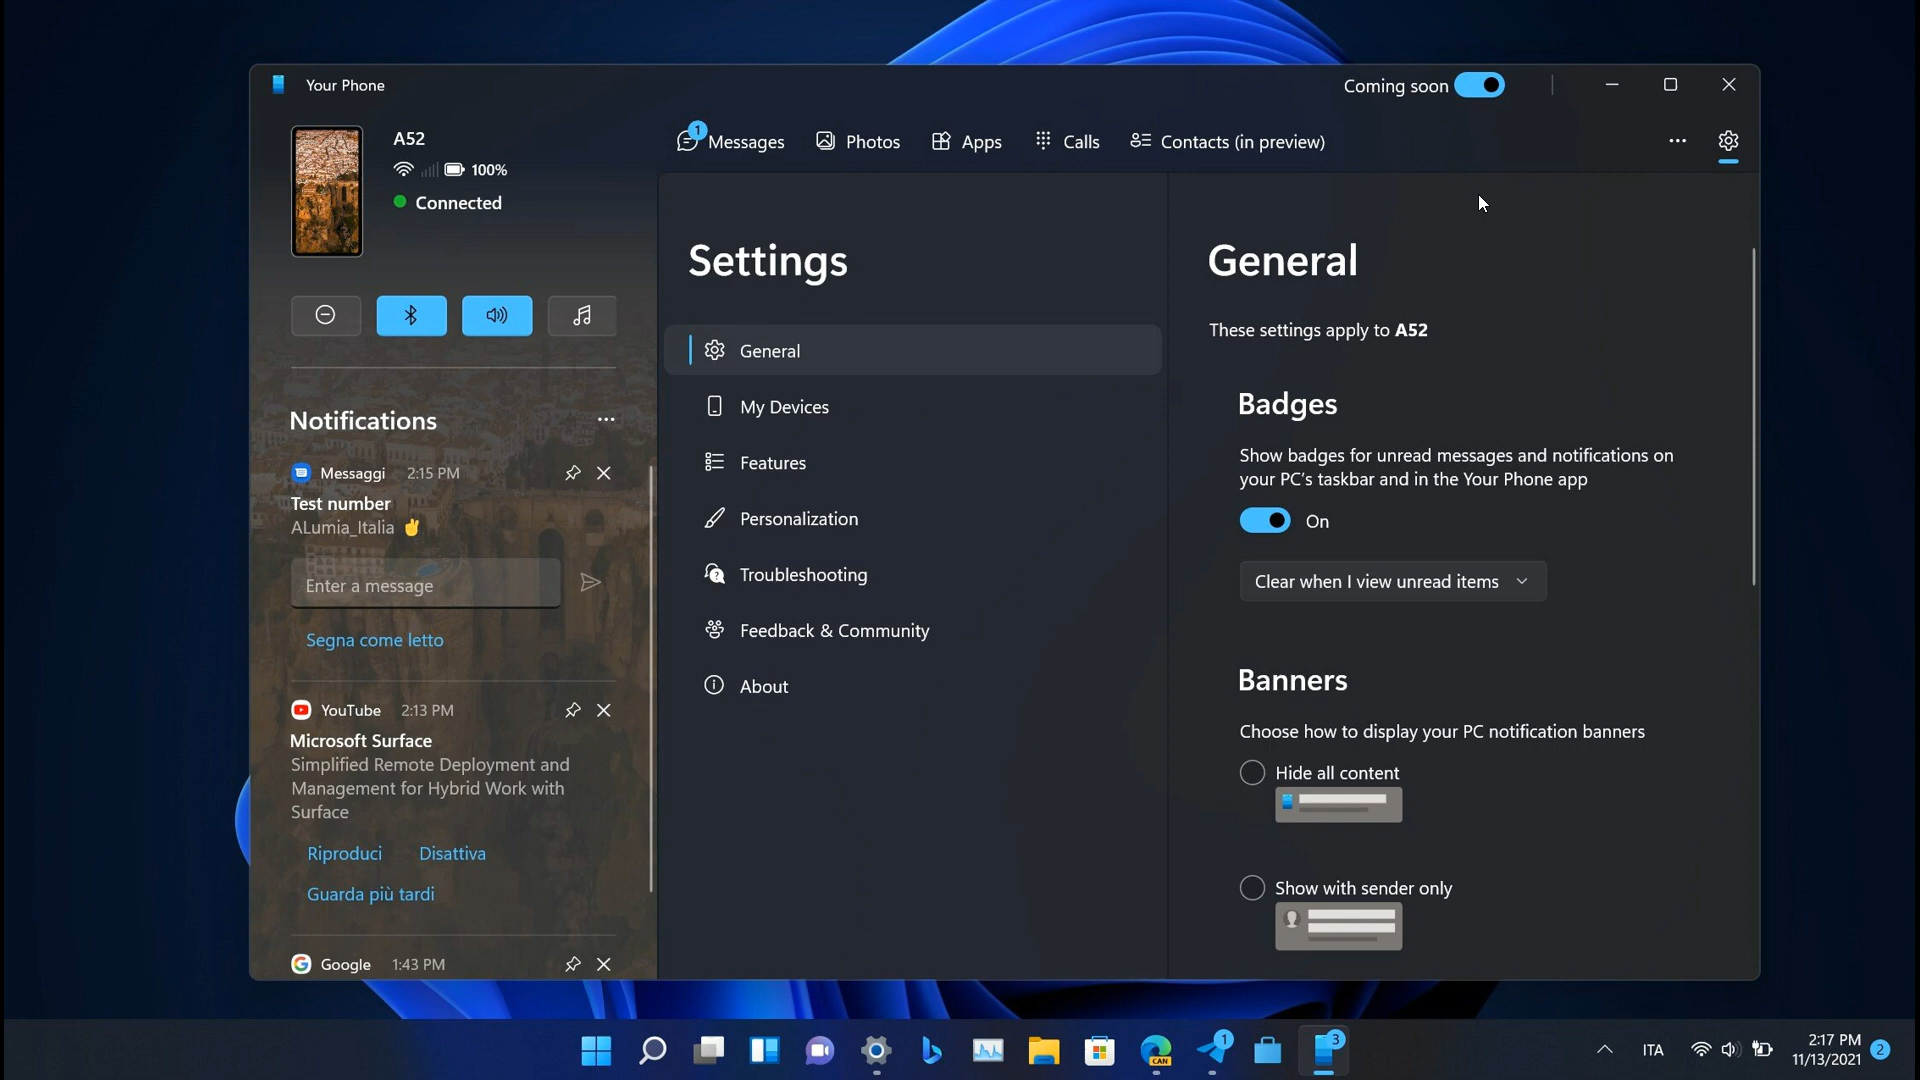 Your Phone
Coming soon
A52
100%
Connected
1
Messages
Photos
Apps
Calls
Contacts (in preview)
Notifications
Messaggi 2:15 PM
Test number
ALumia_Italia ✌
Enter a message
Segna come letto
YouTube 2:13 PM
Microsoft Surface
Simplified Remote Deployment and
Management for Hybrid Work with
Surface
Riproduci Disattiva
Guarda più tardi
Google 1:43 PM
Settings
General
My Devices
Features
Personalization
Troubleshooting
Feedback & Community
About
General
These settings apply to A52
Badges
Show badges for unread messages and notifications on
your PC's taskbar and in the Your Phone app
On
Clear when I view unread items
Banners
Choose how to display your PC notification banners
Hide all content
Show with sender only
CAN
1
3
ITA
2:17 PM
11/13/2021
2